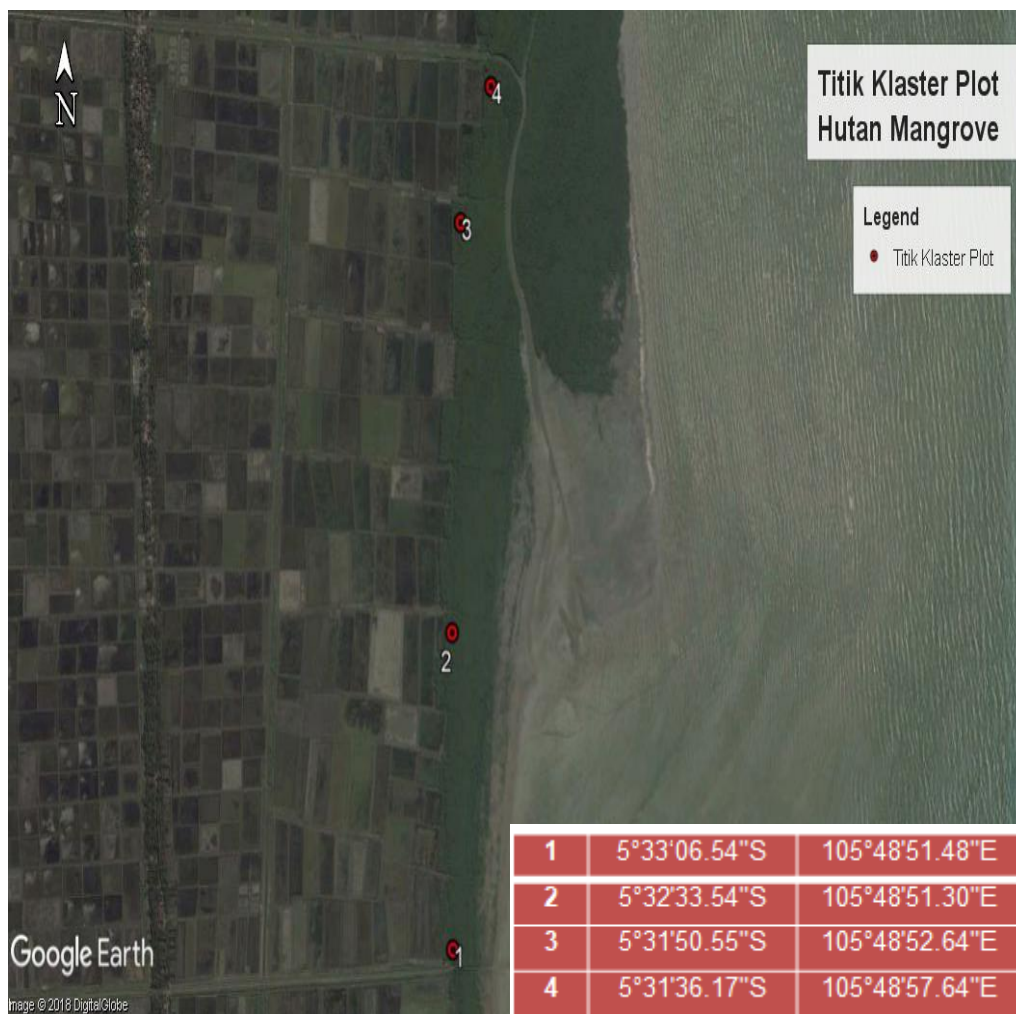 N
Titik Klaster Plot
Hutan Mangrove
Legend
Titik Klaster Plot
4
3
2
1
1 5°33'06.54"S 105°48'51.48"E
2 5°32'33.54"S 105°48'51.30"E
3 5°31'50.55"S 105°48'52.64"E
4 5°31'36.17"S 105°48'57.64"E
Google Earth
mage © 2018 DigitalGlobe